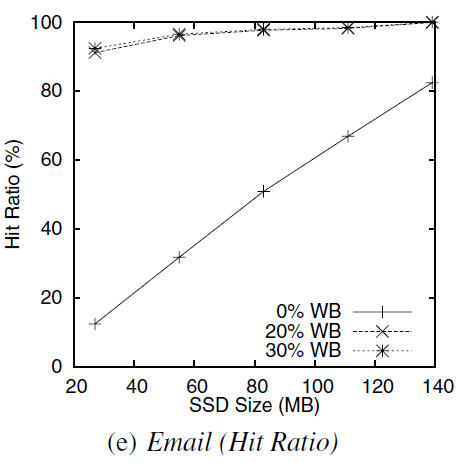 100
80
60
40
20
0
Hit Ratio (%)
0% WB
20% WB
30% WB
20 40 60 80 100 120 140
SSD Size (MB)
(e) Email (Hit Ratio)